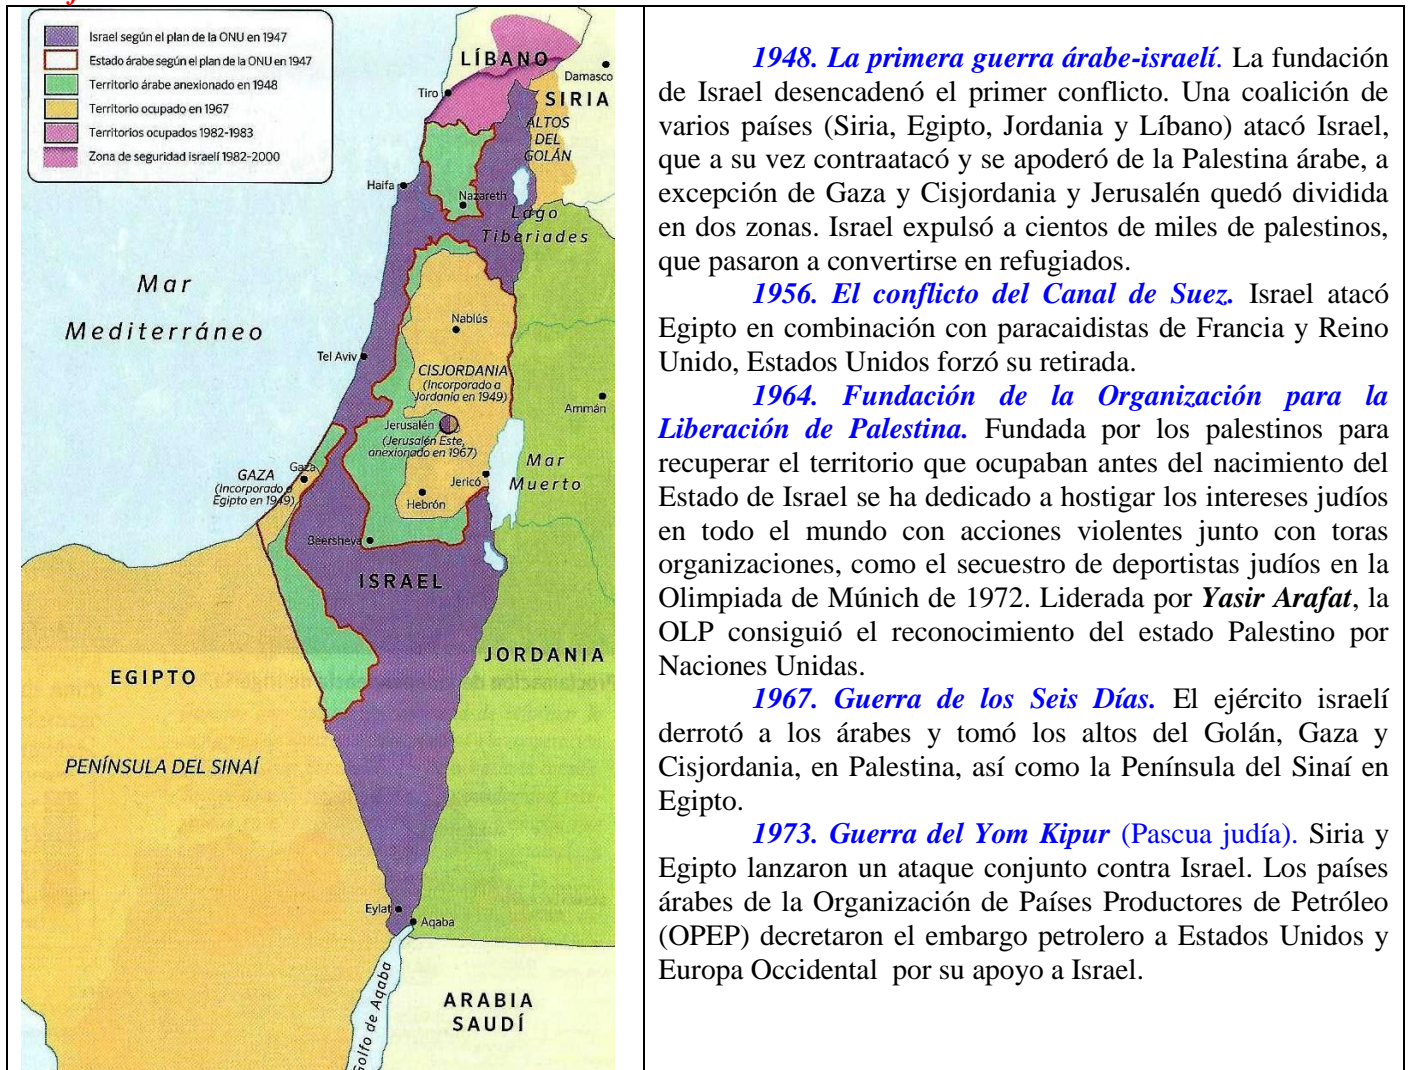 Israel según el plan de la ONU en 1947
Estado árabe según el plan de la ONU en 1947
Territorio árabe anexionado en 1948
Territorio ocupado en 1967
Territorios ocupados 1982-1983
Zona de seguridad israelí 1982-2000
LÍBANO
Damasco
Tiro
SIRIA
ALTOS
DEL
GOLÁN
Haifa
Nazareth
Lago
Tiberiades
Mar
Mediterráneo
Nablús
Tel Aviv
CISJORDANIA
(Incorporado a
Jordania en 1949)
Ammán
Jerusalén
(Jerusalén Este,
anexionado en 1967)
Mar
Muerto
GAZA
(Incorporado a
Egipto en 1949)
Gaza
Jericó
Hebrón
Beersheva
ISRAEL
JORDANIA
EGIPTO
PENÍNSULA DEL SINAÍ
Eylat
Aqaba
Golfo de Aqaba
ARABIA
SAUDÍ
1948. La primera guerra árabe-israelí. La fundación
de Israel desencadenó el primer conflicto. Una coalición de
varios países (Siria, Egipto, Jordania y Líbano) atacó Israel,
que a su vez contraatacó y se apoderó de la Palestina árabe, a
excepción de Gaza y Cisjordania y Jerusalén quedó dividida
en dos zonas. Israel expulsó a cientos de miles de palestinos,
que pasaron a convertirse en refugiados.
1956. El conflicto del Canal de Suez. Israel atacó
Egipto en combinación con paracaidistas de Francia y Reino
Unido, Estados Unidos forzó su retirada.
1964. Fundación de la Organización para la
Liberación de Palestina. Fundada por los palestinos para
recuperar el territorio que ocupaban antes del nacimiento del
Estado de Israel se ha dedicado a hostigar los intereses judíos
en todo el mundo con acciones violentes junto con toras
organizaciones, como el secuestro de deportistas judíos en la
Olimpiada de Múnich de 1972. Liderada por Yasir Arafat, la
OLP consiguió el reconocimiento del estado Palestino por
Naciones Unidas.
1967. Guerra de los Seis Días. El ejército israelí
derrotó a los árabes y tomó los altos del Golán, Gaza y
Cisjordania, en Palestina, así como la Península del Sinaí en
Egipto.
1973. Guerra del Yom Kipur (Pascua judía). Siria y
Egipto lanzaron un ataque conjunto contra Israel. Los países
árabes de la Organización de Países Productores de Petróleo
(OPEP) decretaron el embargo petrolero a Estados Unidos y
Europa Occidental por su apoyo a Israel.